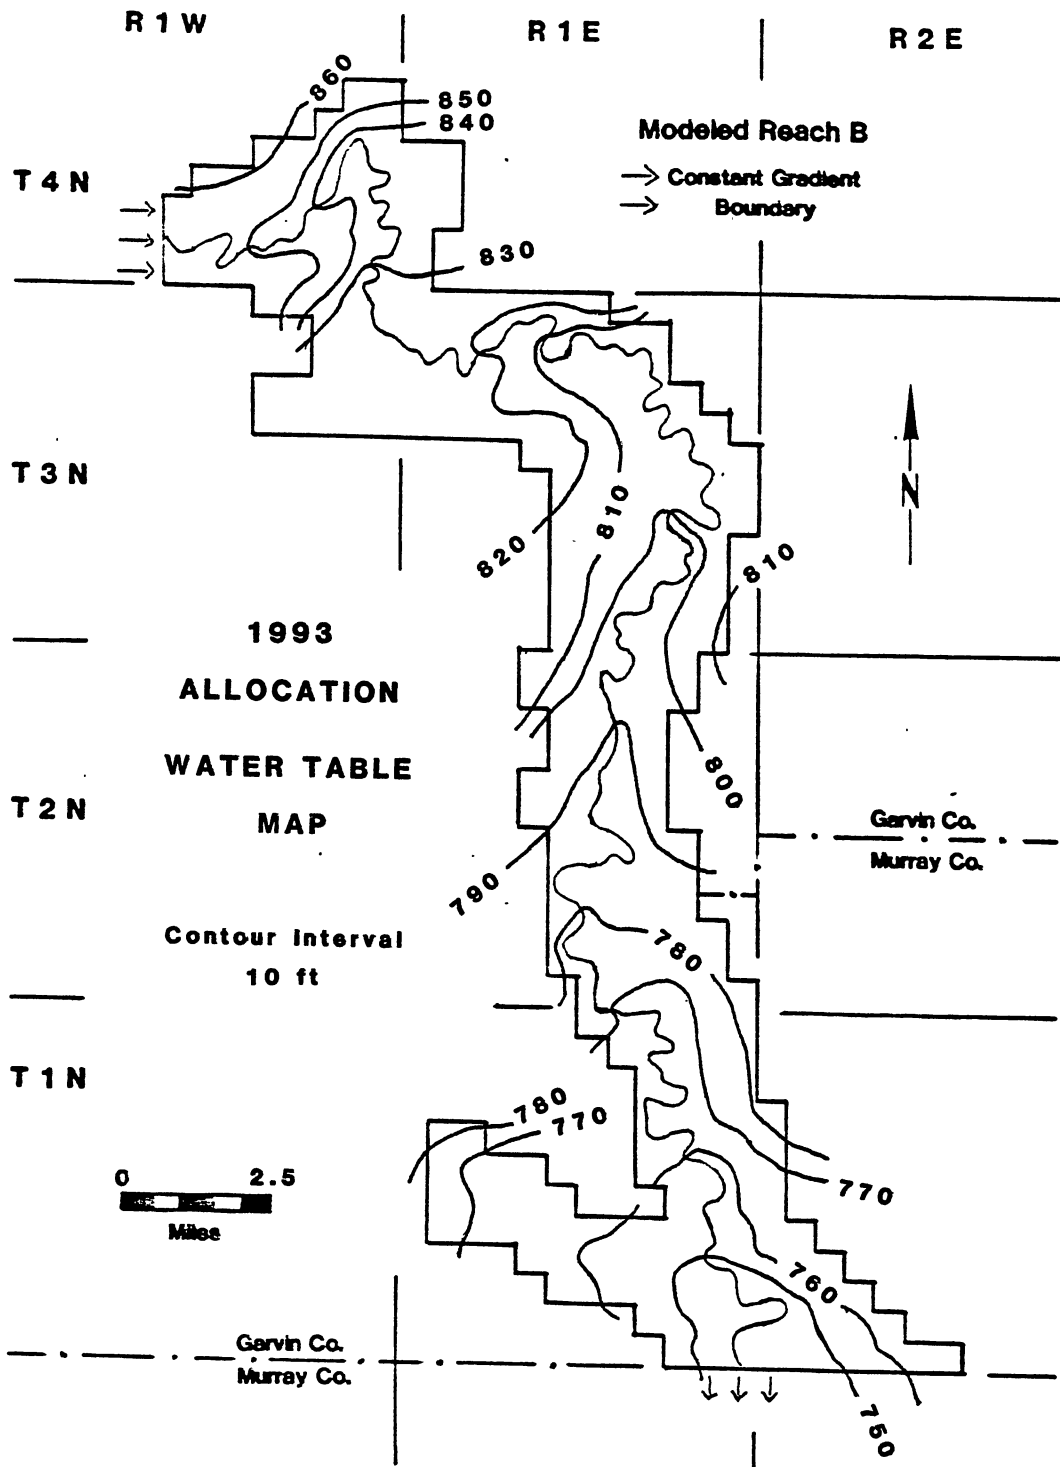 R 1 W
R 1 E
R 2 E
860
850
840
Modeled Reach B
Constant Gradient
Boundary
T 4 N
830
T 3 N
N
810
820
810
1993
ALLOCATION
WATER TABLE
MAP
800
T 2 N
Garvin Co.
Murray Co.
790
Contour Interval
10 ft
780
T 1 N
780
770
0 2.5
Miles
770
760
Garvin Co.
Murray Co.
750